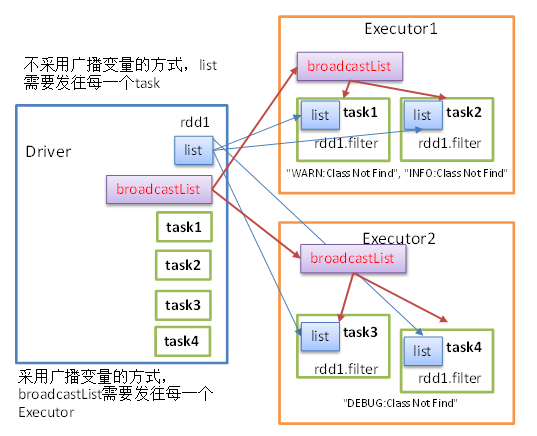 不采用广播变量的方式，list
需要发往每一个task
Driver
rdd1
list
broadcastList
task1
task2
task3
task4
采用广播变量的方式，
broadcastList需要发往每一个
Executor
Executor1
broadcastList
list
task1
rdd1.filter
list
task2
rdd1.filter
"WARN:Class Not Find", "INFO:Class Not Find"
Executor2
broadcastList
list
task3
rdd1.filter
list
task4
rdd1.filter
"DEBUG:Class Not Find"